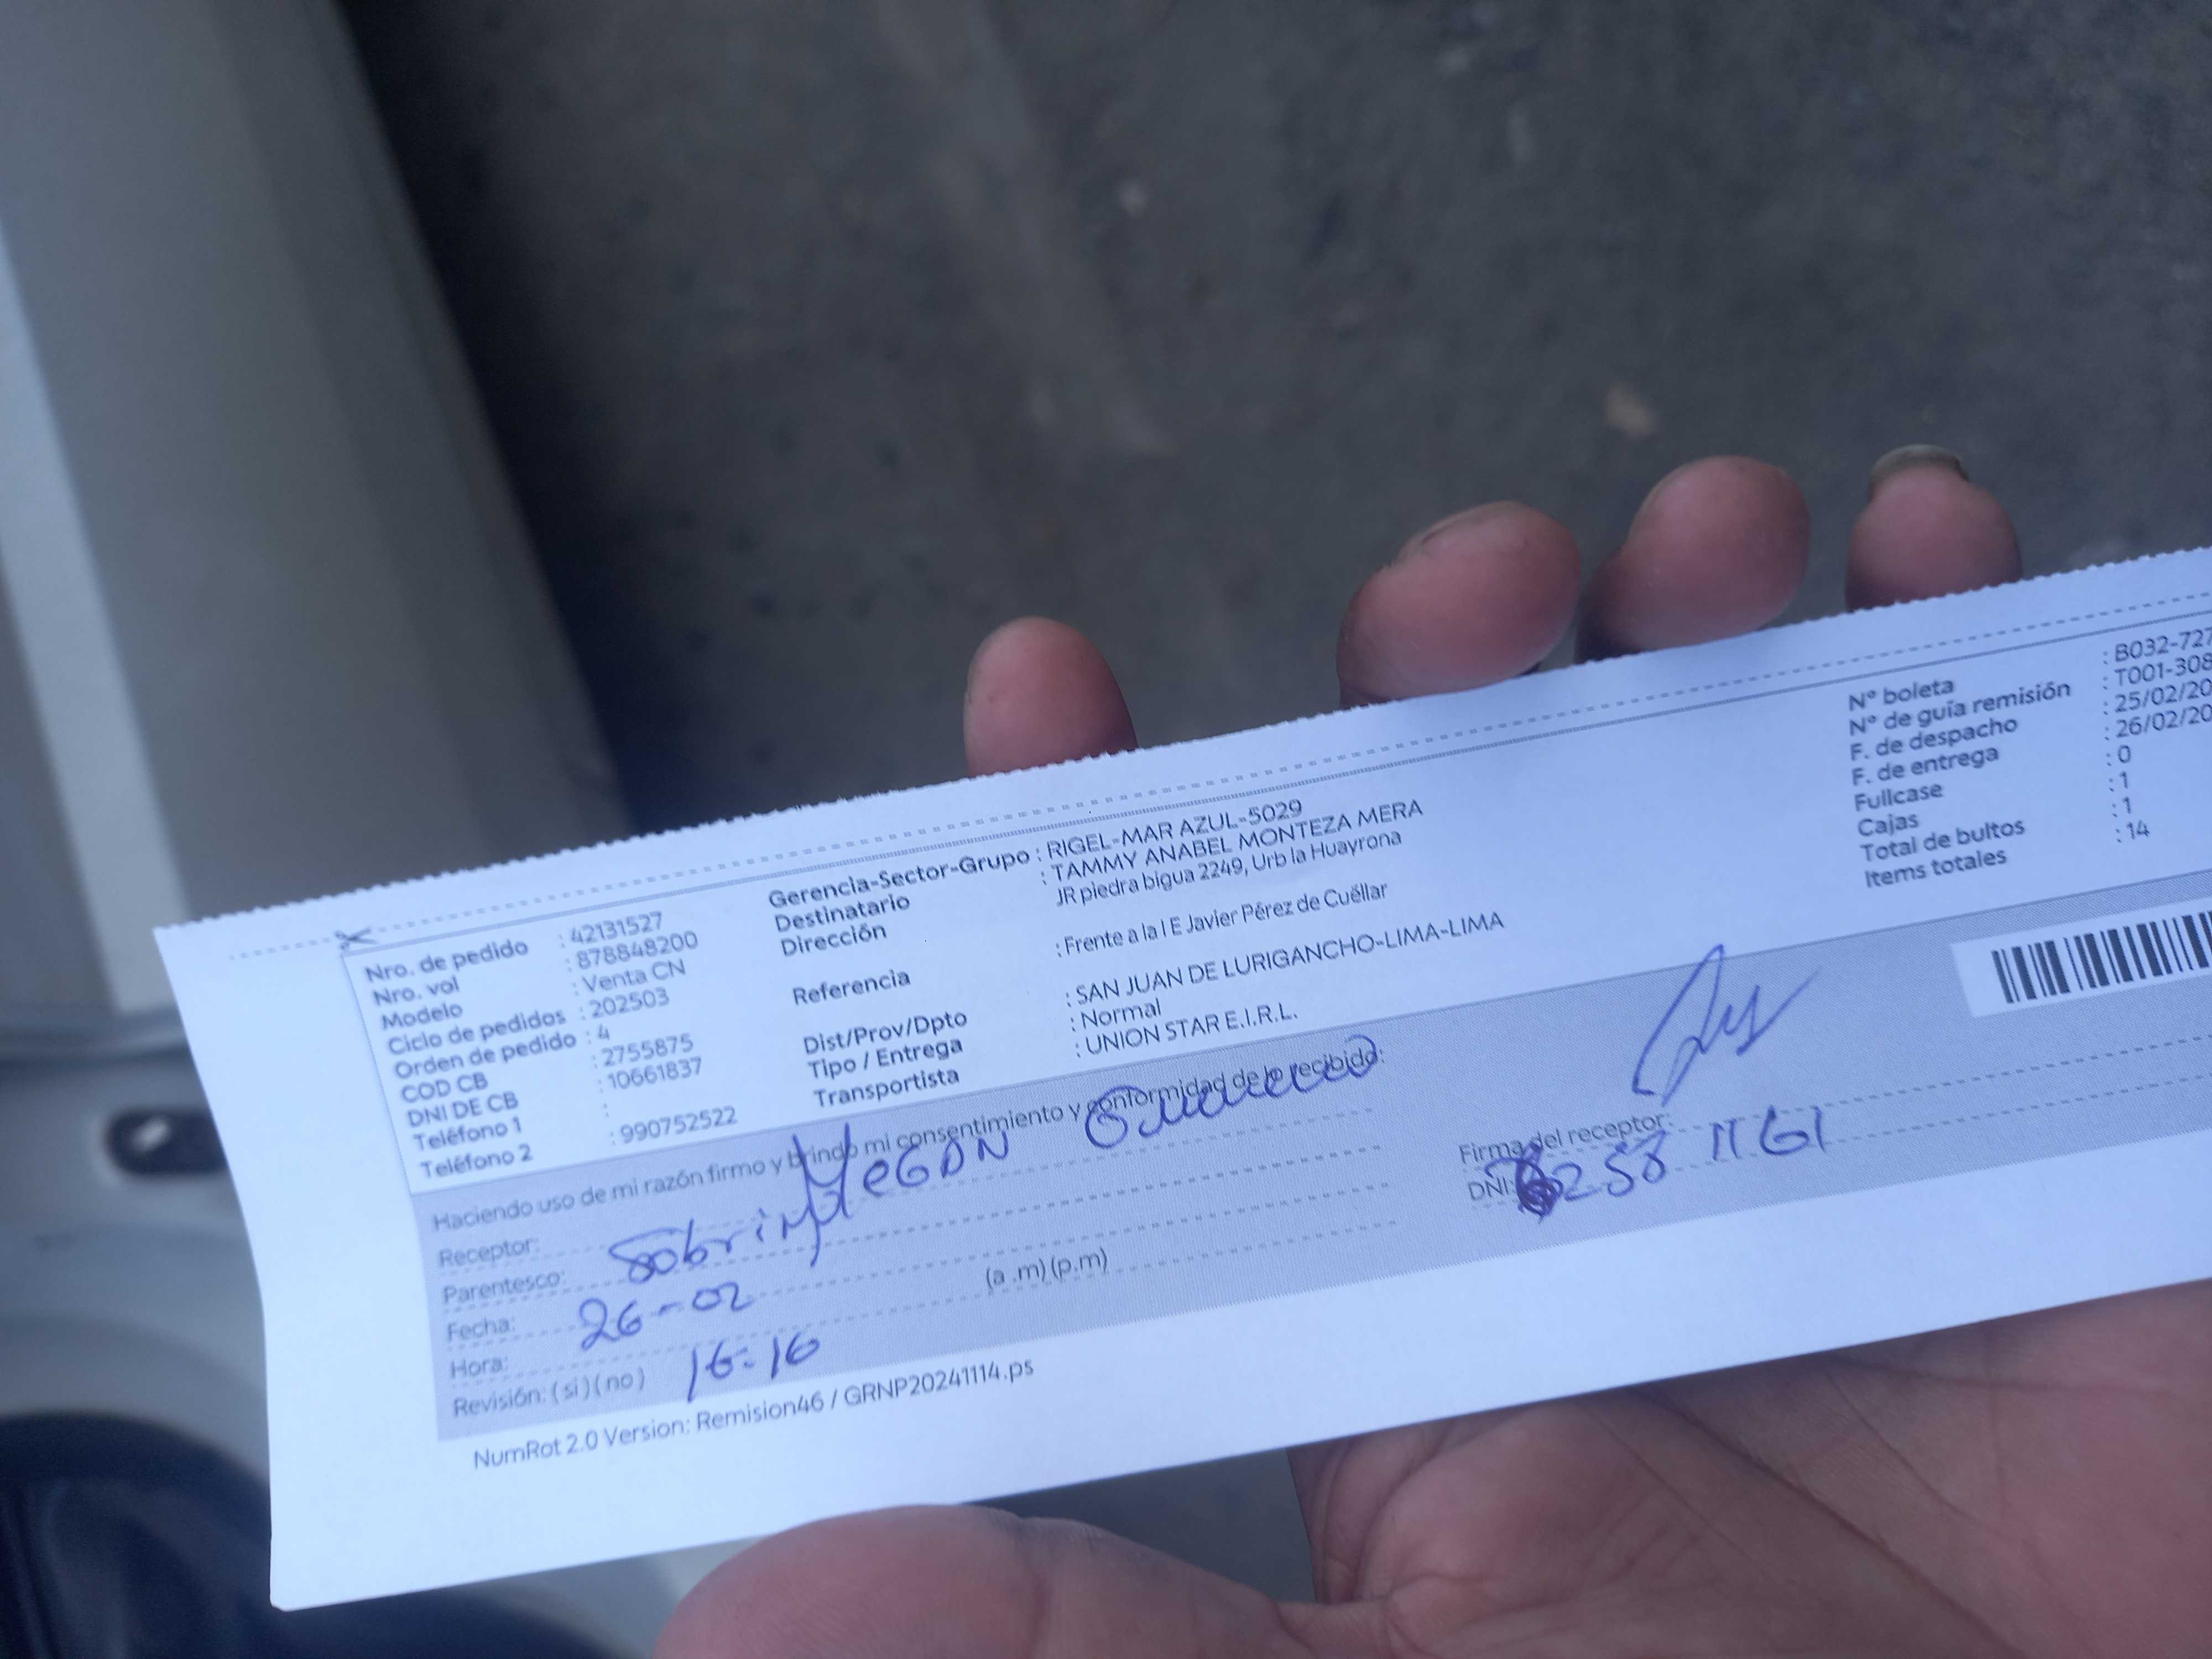 Nro. de pedido : 42131527
Nro. vol : 878848200
Modelo : Venta CN
Ciclo de pedidos : 202503
Orden de pedido : 4
COD CB : 2755875
DNI DE CB : 10661837
Teléfono 1 :
Teléfono 2 : 990752522
Gerencia-Sector-Grupo : RIGEL-MAR AZUL-5029
Destinatario : TAMMY ANABEL MONTEZA MERA
Dirección JR piedra bigua 2249, Urb la Huayrona
Referencia : Frente a la I E Javier Pérez de Cuéllar
Dist/Prov/Dpto : SAN JUAN DE LURIGANCHO-LIMA-LIMA
Tipo / Entrega : Normal
Transportista : UNION STAR E.I.R.L.
N° boleta : B032-727
N° de guía remisión : T001-308
F. de despacho : 25/02/20
F. de entrega : 26/02/20
Fullcase : 0
Cajas : 1
Total de bultos : 1
Items totales : 14
Haciendo uso de mi razón firmo y brindo mi consentimiento y conformidad de lo recibido:
Receptor:
Parentesco: Sobrina
Fecha: 26-02
Hora: 16:16 (a .m) (p.m)
Revisión: ( si ) ( no )
Firma del receptor:
DNI:
NumRot 2.0 Version: Remision46 / GRNP20241114.ps